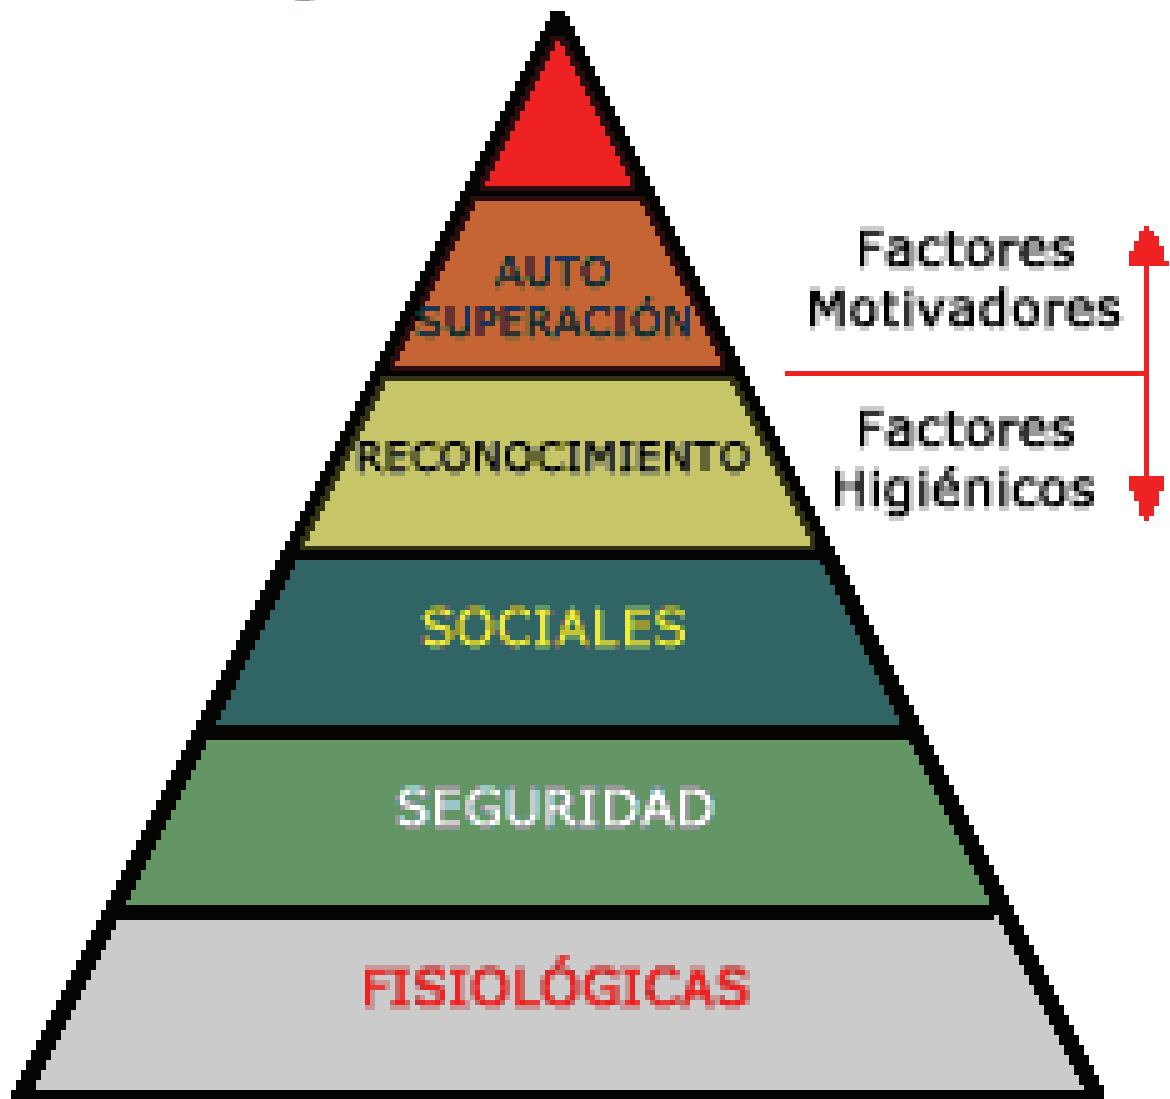 AUTO
SUPERACIÓN
Factores
Motivadores
RECONOCIMIENTO
Factores
Higiénicos
SOCIALES
SEGURIDAD
FISIOLÓGICAS